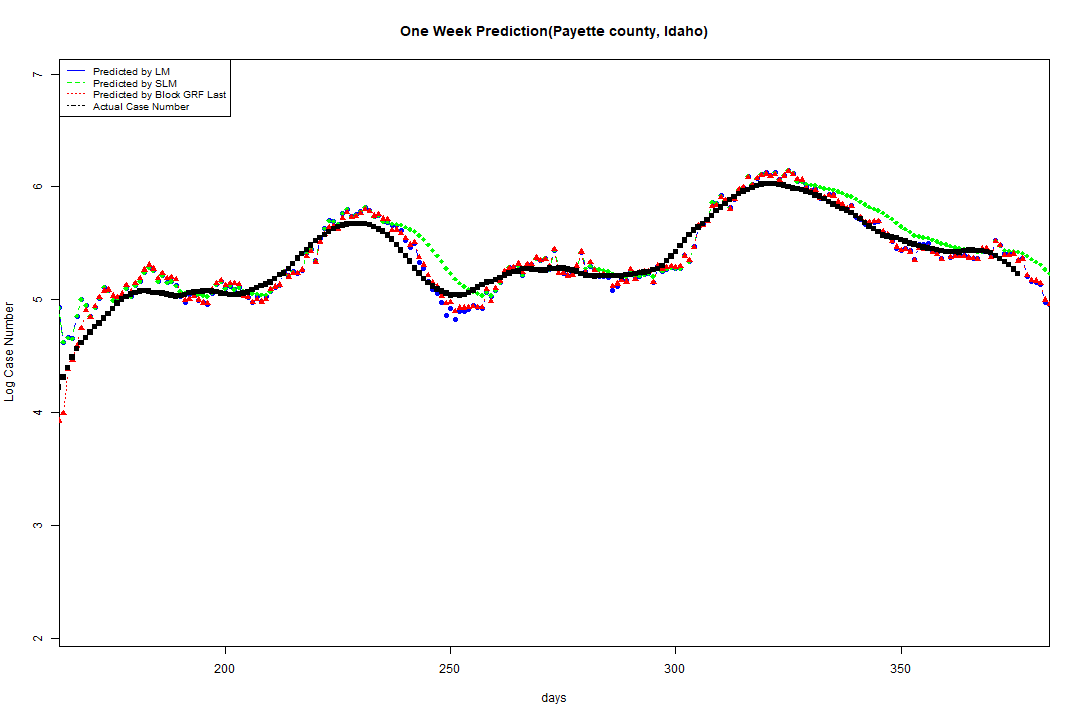 One Week Prediction(Payette county, Idaho)
Predicted by LM
Predicted by SLM
Predicted by Block GRF Last
Actual Case Number
7
6
5
4
3
2
Log Case Number
200 250 300 350
days